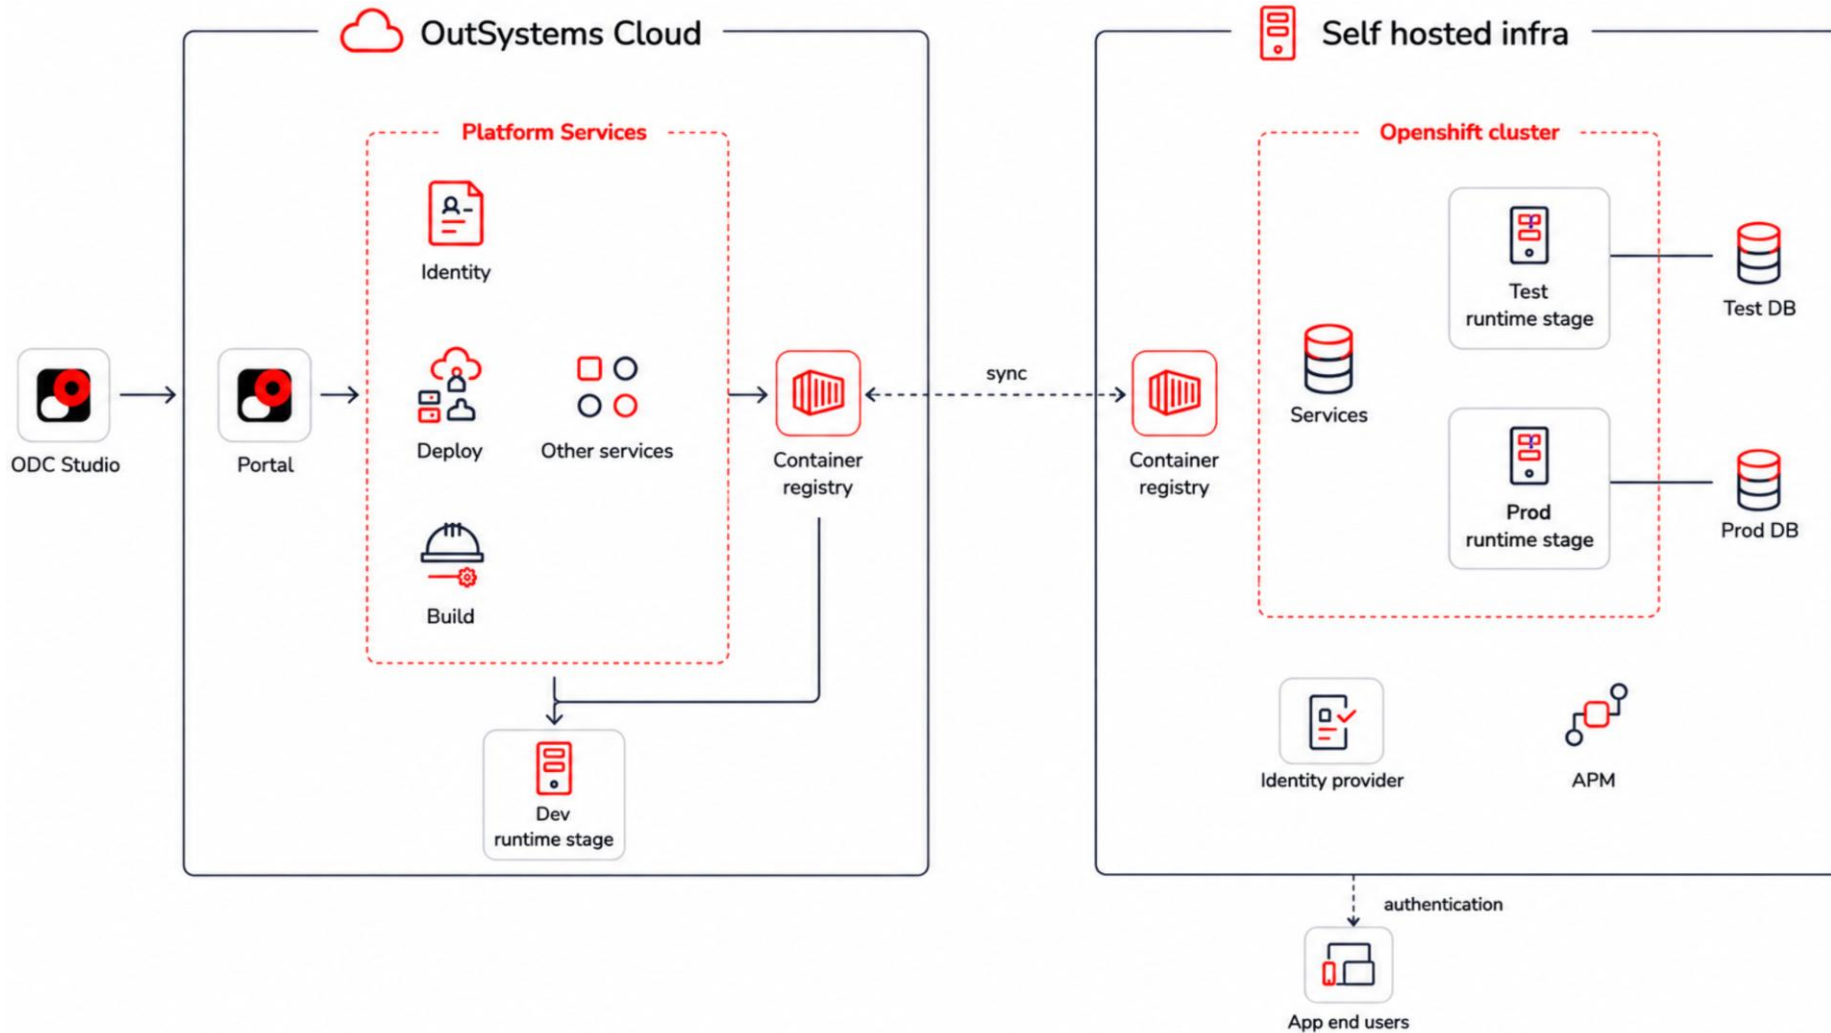 OutSystems Cloud
Platform Services
Identity
Deploy
Other services
Build
ODC Studio
Portal
Container
registry
Dev
runtime stage
sync
Self hosted infra
Openshift cluster
Container
registry
Services
Test
runtime stage
Test DB
Prod
runtime stage
Prod DB
Identity provider
APM
authentication
App end users